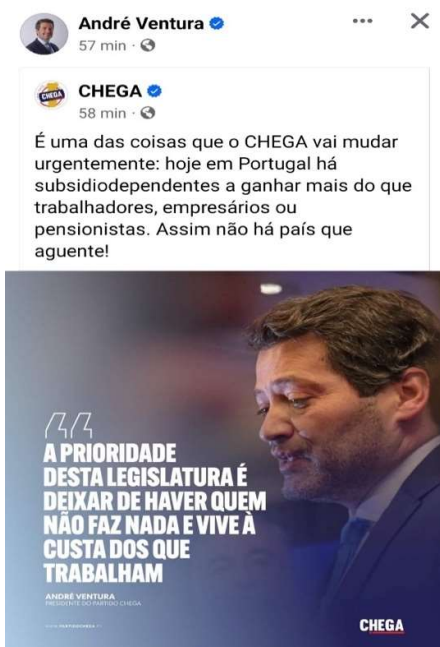 André Ventura
57 min ·
CHEGA
CHEGA
58 min ·
É uma das coisas que o CHEGA vai mudar
urgentemente: hoje em Portugal há
subsidiodependentes a ganhar mais do que
trabalhadores, empresários ou
pensionistas. Assim não há país que
aguente!
A PRIORIDADE
DESTA LEGISLATURA É
DEIXAR DE HAVER QUEM
NÃO FAZ NADA E VIVE À
CUSTA DOS QUE
TRABALHAM
ANDRÉ VENTURA
PRESIDENTE DO PARTIDO CHEGA
CHEGA